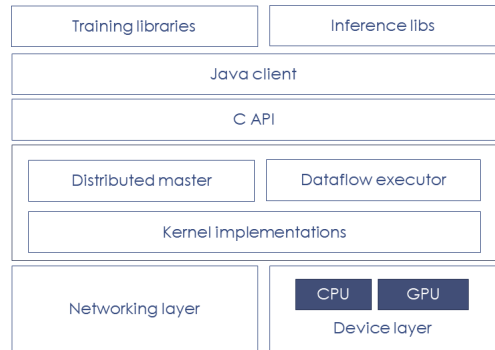 Training libraries
Inference libs
Java client
C API
Distributed master
Dataflow executor
Kernel implementations
Networking layer
CPU
GPU
Device layer